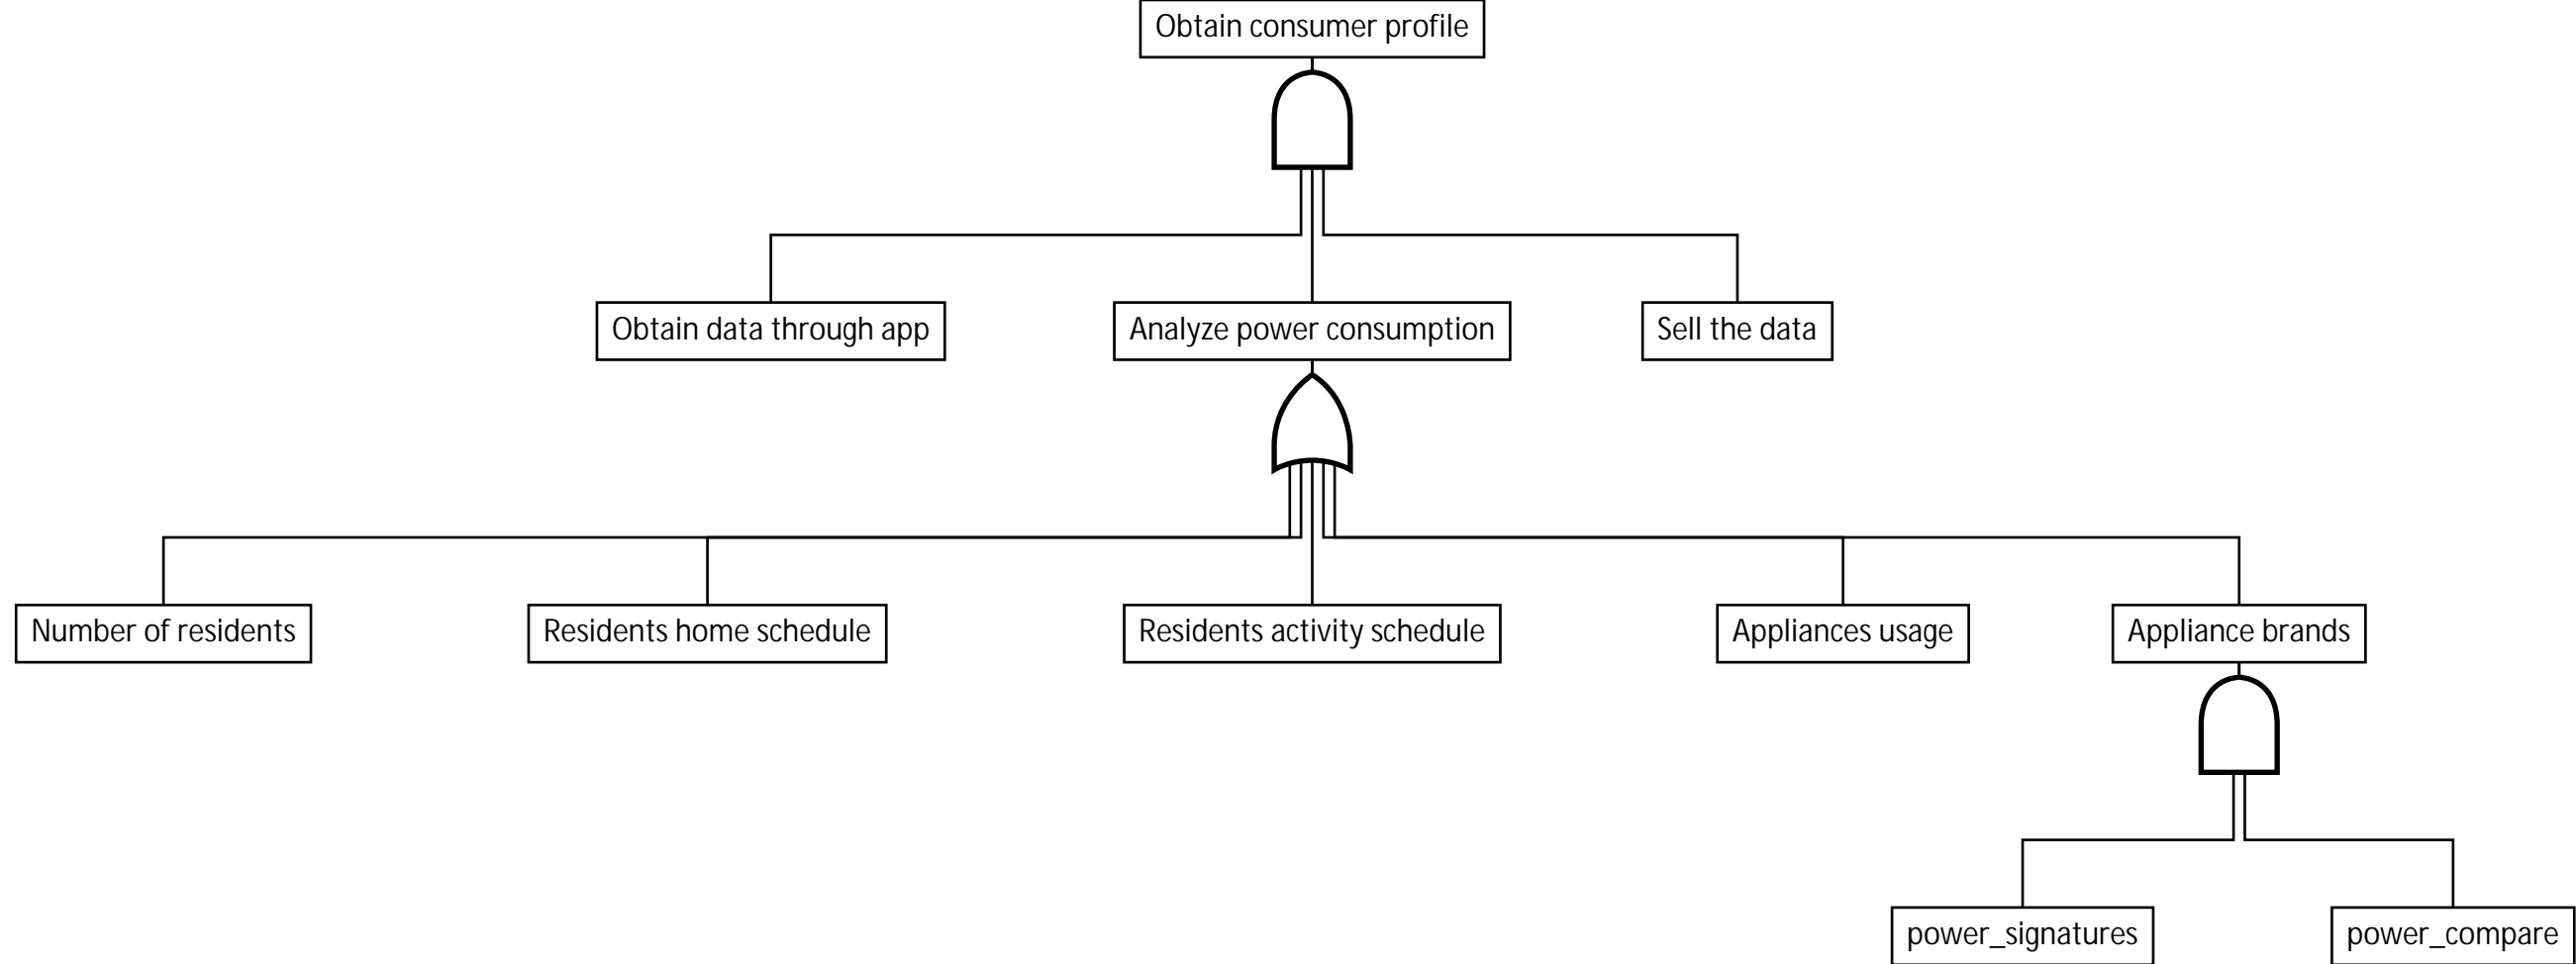 Obtain consumer profile
Obtain data through app
Analyze power consumption
Sell the data
Number of residents
Residents home schedule
Residents activity schedule
Appliances usage
Appliance brands
power_signatures
power_compare